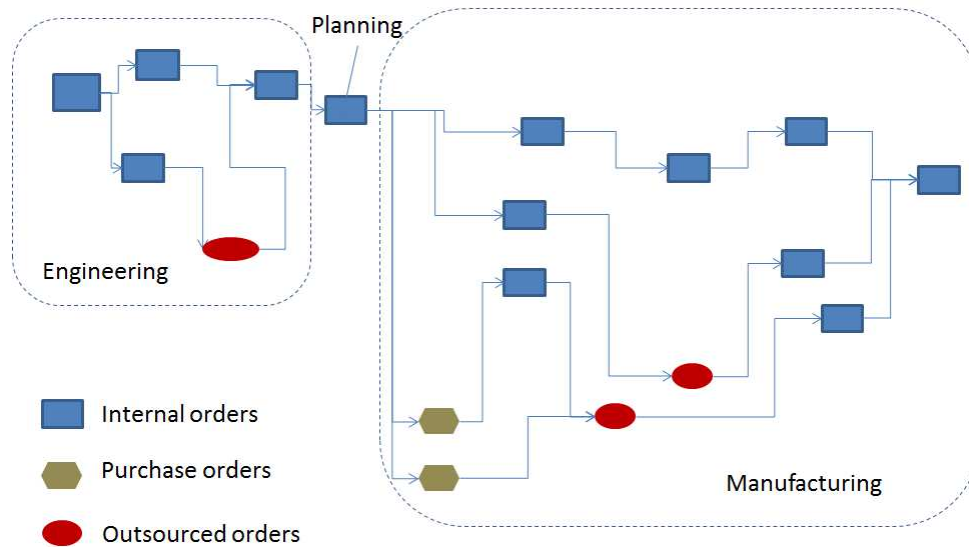 Planning
Engineering
Internal orders
Purchase orders
Manufacturing
Outsourced orders